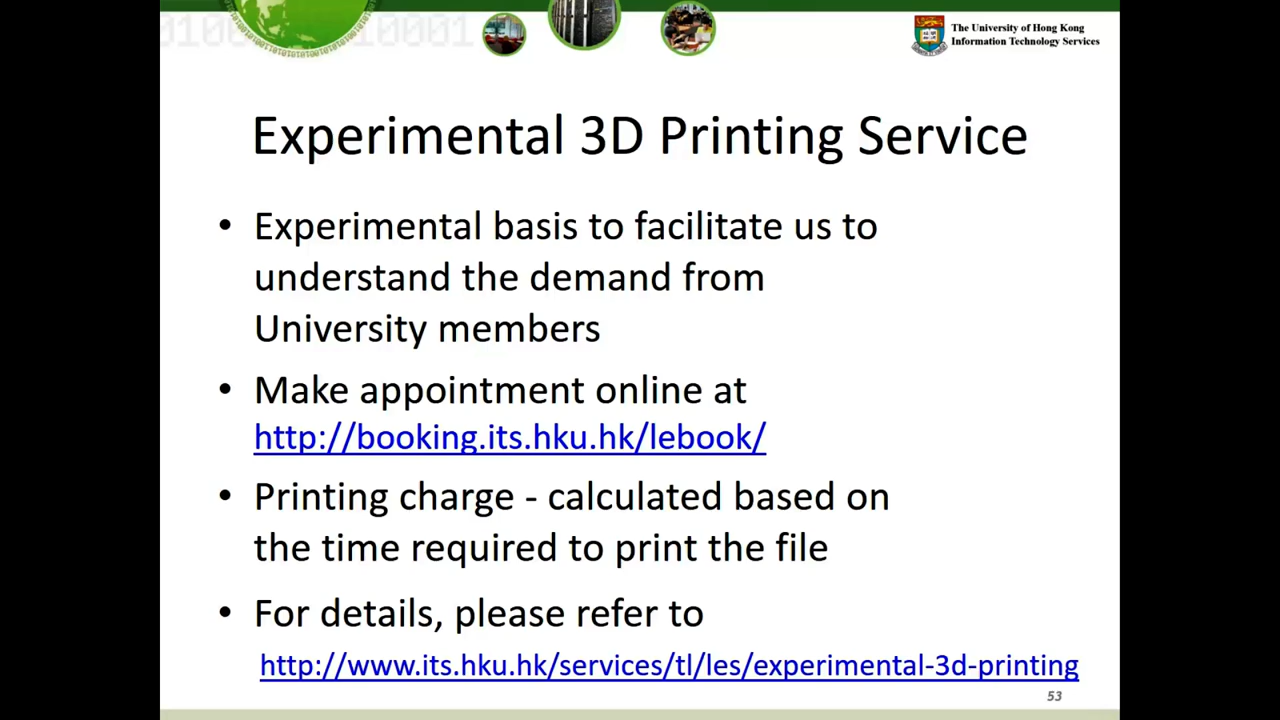 The University of Hong Kong
Information Technology Services
Experimental 3D Printing Service
• Experimental basis to facilitate us to
understand the demand from
University members
• Make appointment online at
http://booking.its.hku.hk/lebook/
• Printing charge - calculated based on
the time required to print the file
• For details, please refer to
http://www.its.hku.hk/services/tl/les/experimental-3d-printing
53